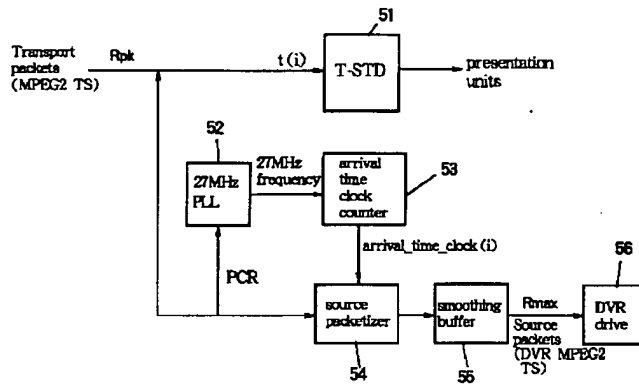 51
Transport
packets
(MPEG2 TS)
Rpk
t(i)
T-STD
presentation
units
52
27MHz
PLL
27MHz
frequency
arrival
time
clock
counter
53
arrival_time_clock(i)
PCR
source
packetizer
54
smoothing
buffer
55
Rmax
Source
packets
(DVR MPEG2
TS)
56
DVR
drive